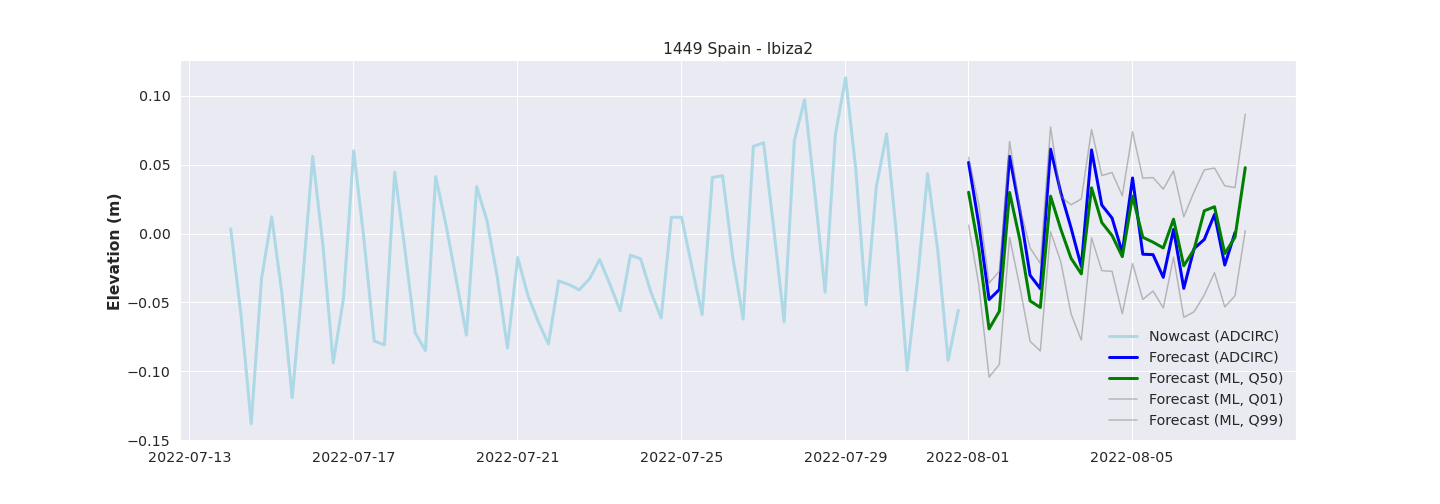 1449 Spain - Ibiza2
Elevation (m)
0.10
0.05
0.00
−0.05
−0.10
−0.15
2022-07-13
2022-07-17
2022-07-21
2022-07-25
2022-07-29
2022-08-01
2022-08-05
Nowcast (ADCIRC)
Forecast (ADCIRC)
Forecast (ML, Q50)
Forecast (ML, Q01)
Forecast (ML, Q99)